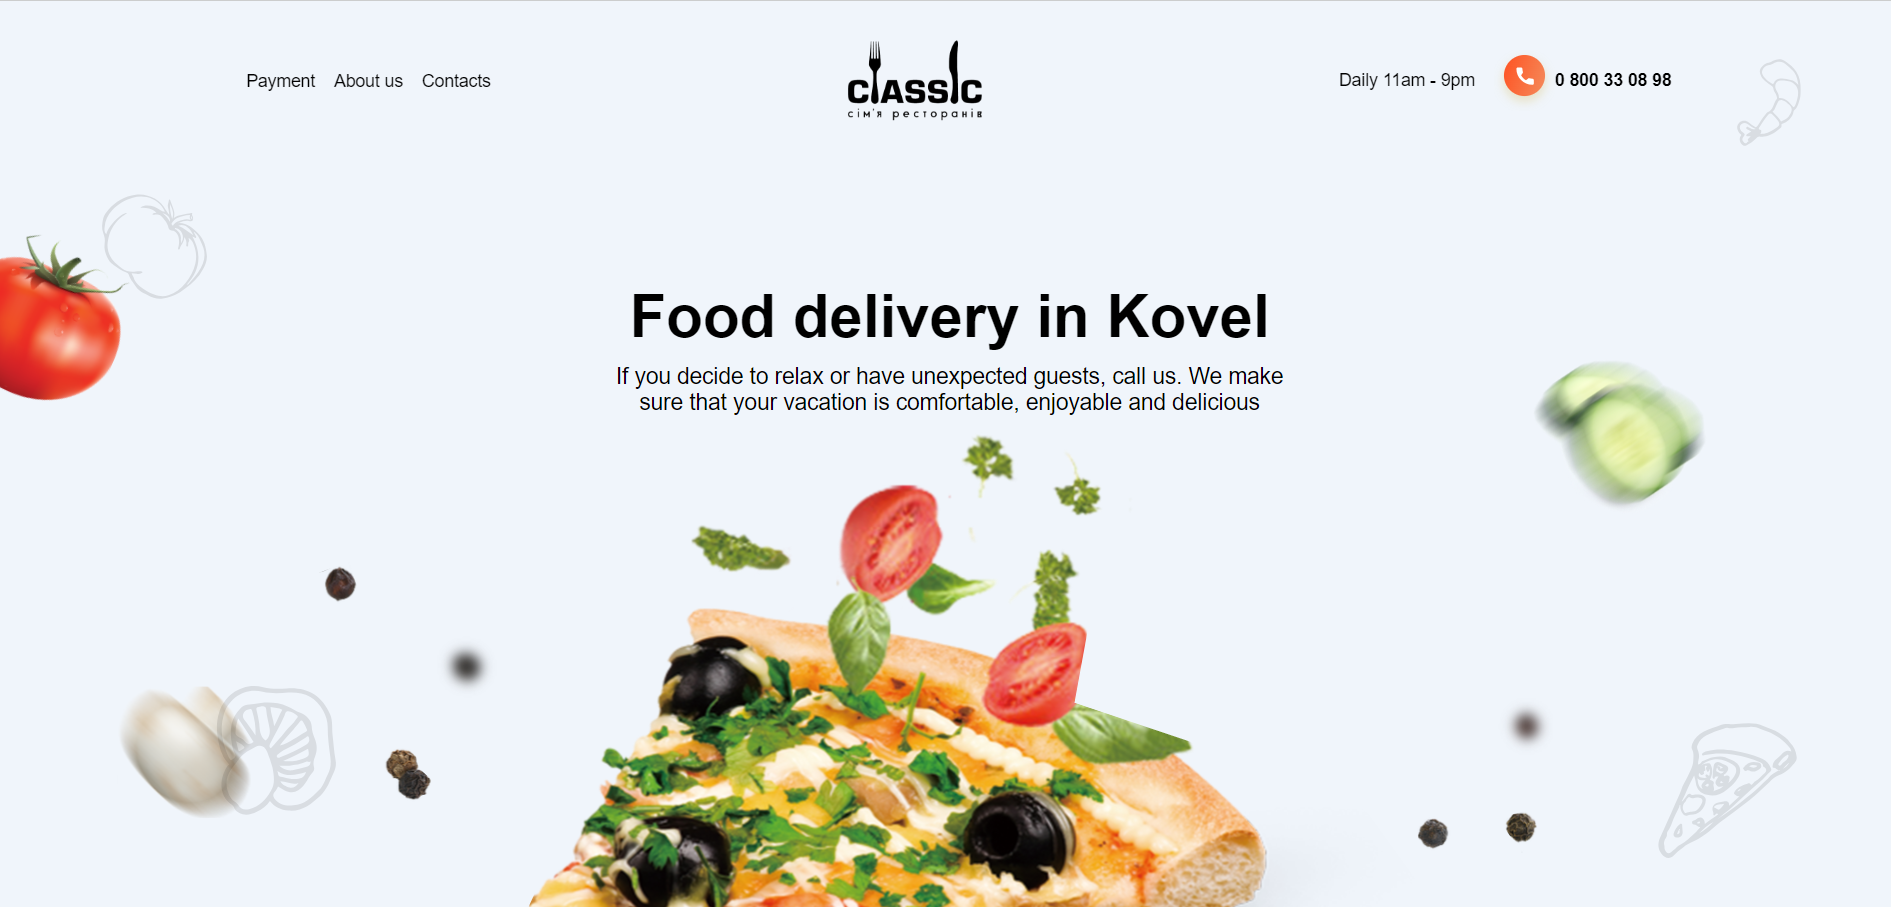 Payment About us Contacts
CLASSIC
сім'я ресторанів
Daily 11am - 9pm
0 800 33 08 98
Food delivery in Kovel
If you decide to relax or have unexpected guests, call us. We make
sure that your vacation is comfortable, enjoyable and delicious